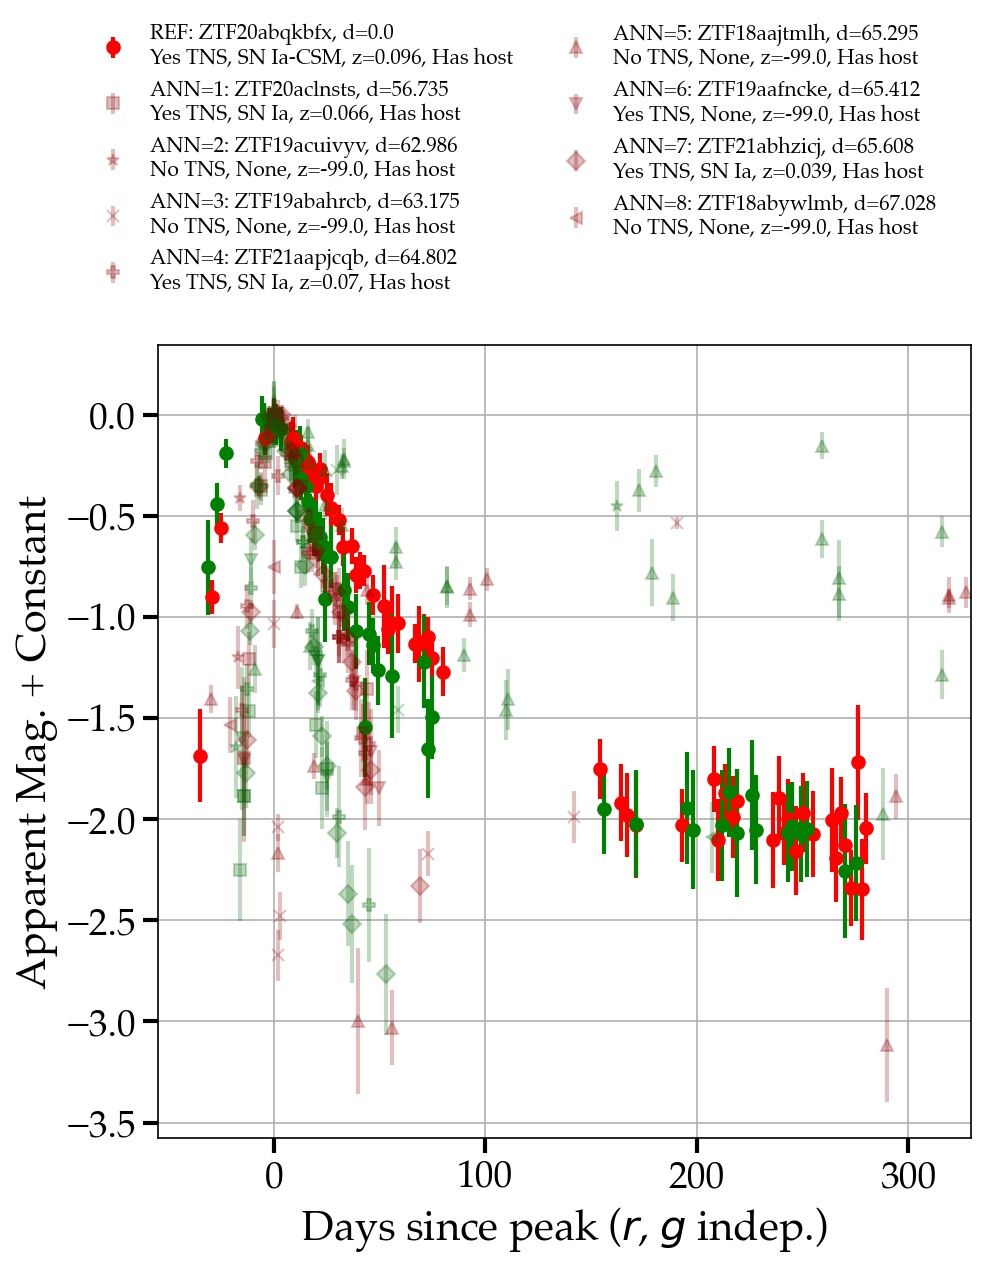 REF: ZTF20abqkbfx, d=0.0
Yes TNS, SN Ia-CSM, z=0.096, Has host
ANN=1: ZTF20aclnsts, d=56.735
Yes TNS, SN Ia, z=0.066, Has host
ANN=2: ZTF19acuivyv, d=62.986
No TNS, None, z=-99.0, Has host
ANN=3: ZTF19abahrcb, d=63.175
No TNS, None, z=-99.0, Has host
ANN=4: ZTF21aapjcqb, d=64.802
Yes TNS, SN Ia, z=0.07, Has host
ANN=5: ZTF18aajtmlh, d=65.295
No TNS, None, z=-99.0, Has host
ANN=6: ZTF19aafncke, d=65.412
Yes TNS, None, z=-99.0, Has host
ANN=7: ZTF21abhzicj, d=65.608
Yes TNS, SN Ia, z=0.039, Has host
ANN=8: ZTF18abywlmb, d=67.028
No TNS, None, z=-99.0, Has host
Apparent Mag. + Constant
0.0
−0.5
−1.0
−1.5
−2.0
−2.5
−3.0
−3.5
0 100 200 300
Days since peak (r, g indep.)